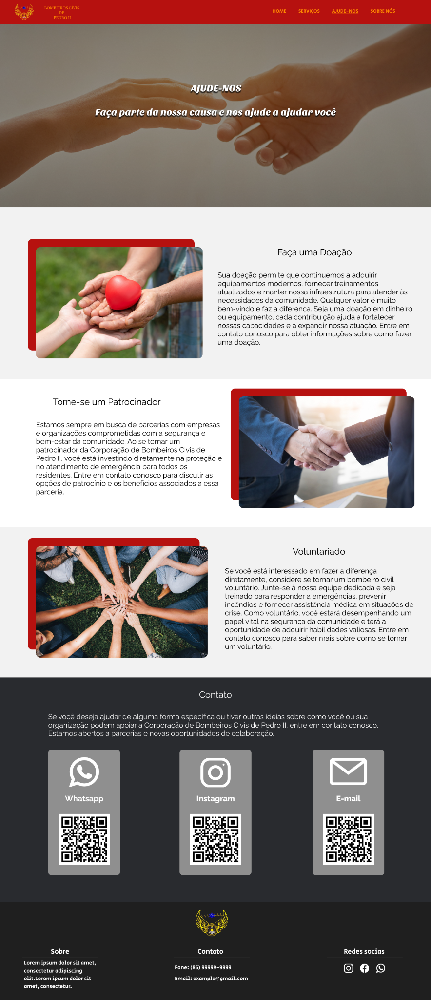 BOMBEIROS CÍVIS
DE
PEDRO II
HOME
SERVIÇOS
AJUDE-NOS
SOBRE NÓS
AJUDE-NOS
Faça parte da nossa causa e nos ajude a ajudar você
Faça uma Doação
Sua doação permite que continuemos a adquirir
equipamentos modernos, fornecer treinamentos
atualizados e manter nossa infraestrutura para atender às
necessidades da comunidade. Qualquer valor é muito
bem-vindo e faz a diferença. Seja uma doação em dinheiro
ou equipamento, cada contribuição ajuda a fortalecer
nossas capacidades e a expandir nossa atuação. Entre em
contato conosco para obter informações sobre como fazer
uma doação.
Torne-se um Patrocinador
Estamos sempre em busca de parcerias com empresas
e organizações comprometidas com a segurança e
bem-estar da comunidade. Ao se tornar um
patrocinador da Corporação de Bombeiros Civis de
Pedro II, você está investindo diretamente na proteção e
no atendimento de emergência para todos os
residentes. Entre em contato conosco para discutir as
opções de patrocínio e os benefícios associados a essa
parceria.
Voluntariado
Se você está interessado em fazer a diferença
diretamente, considere se tornar um bombeiro civil
voluntário. Junte-se à nossa equipe dedicada e seja
treinado para responder a emergências, prevenir
incêndios e fornecer assistência médica em situações de
crise. Como voluntário, você estará desempenhando um
papel vital na segurança da comunidade e terá a
oportunidade de adquirir habilidades valiosas. Entre em
contato conosco para saber mais sobre como se tornar
um voluntário.
Contato
Se você deseja ajudar de alguma forma específica ou tiver outras ideias sobre como você ou sua
organização podem apoiar a Corporação de Bombeiros Civis de Pedro II, entre em contato conosco.
Estamos abertos a parcerias e novas oportunidades de colaboração.
Whatsapp
Instagram
E-mail
Sobre
Lorem ipsum dolor sit amet,
consectetur adipiscing
elit.Lorem ipsum dolor sit
amet, consectetur.
Contato
Fone: (86) 99999-9999
Email: example@gmail.com
Redes socias